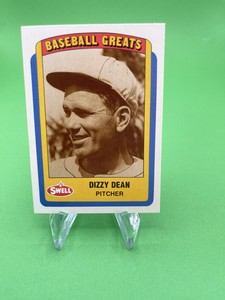 BASEBALL GREATS
SWELL
DIZZY DEAN
PITCHER